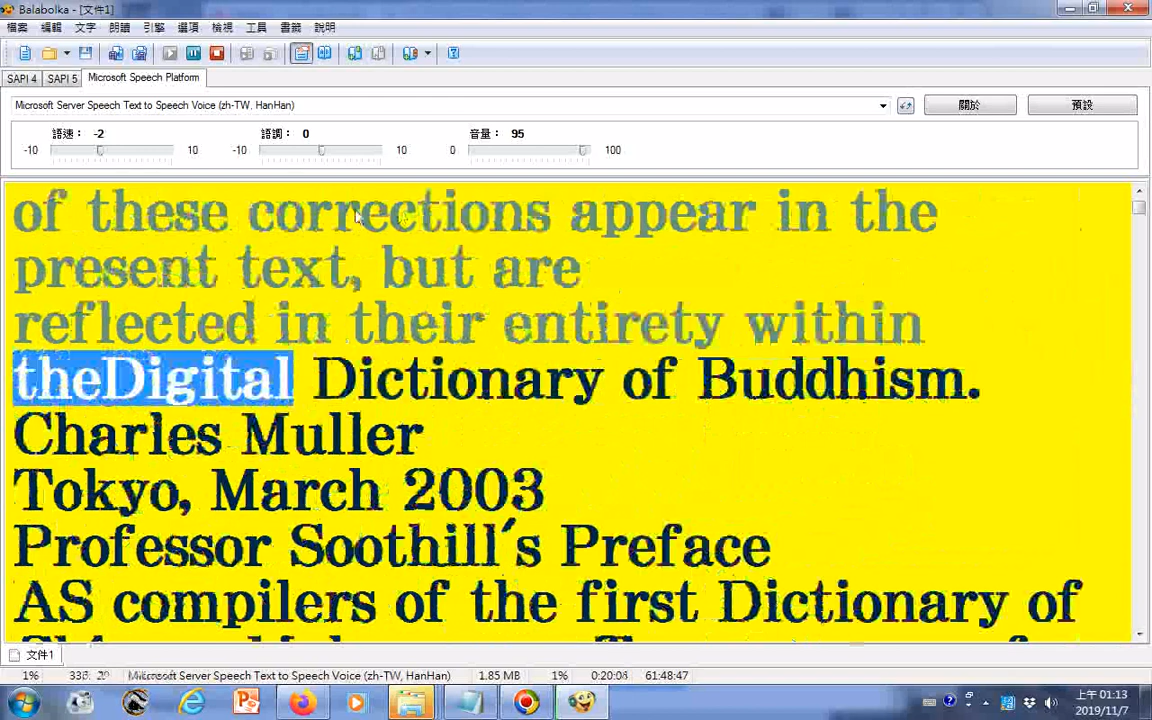 Balabolka - [文件1]
檔案 編輯 文字 朗讀 引擎 選項 檢視 工具 書籤 說明
SAPI 4 SAPI 5 Microsoft Speech Platform
Microsoft Server Speech Text to Speech Voice (zh-TW, HanHan) 關於 預設
語速： -2 語調： 0 音量： 95
-10 10 -10 10 0 100
of these corrections appear in the
present text, but are
reflected in their entirety within
theDigital Dictionary of Buddhism.
Charles Muller
Tokyo, March 2003
Professor Soothill's Preface
AS compilers of the first Dictionary of
文件1
1% Microsoft Server Speech Text to Speech Voice (zh-TW, HanHan) 1.85 MB 1% 0:20:06 61:48:47
上午 01:13
2019/11/7